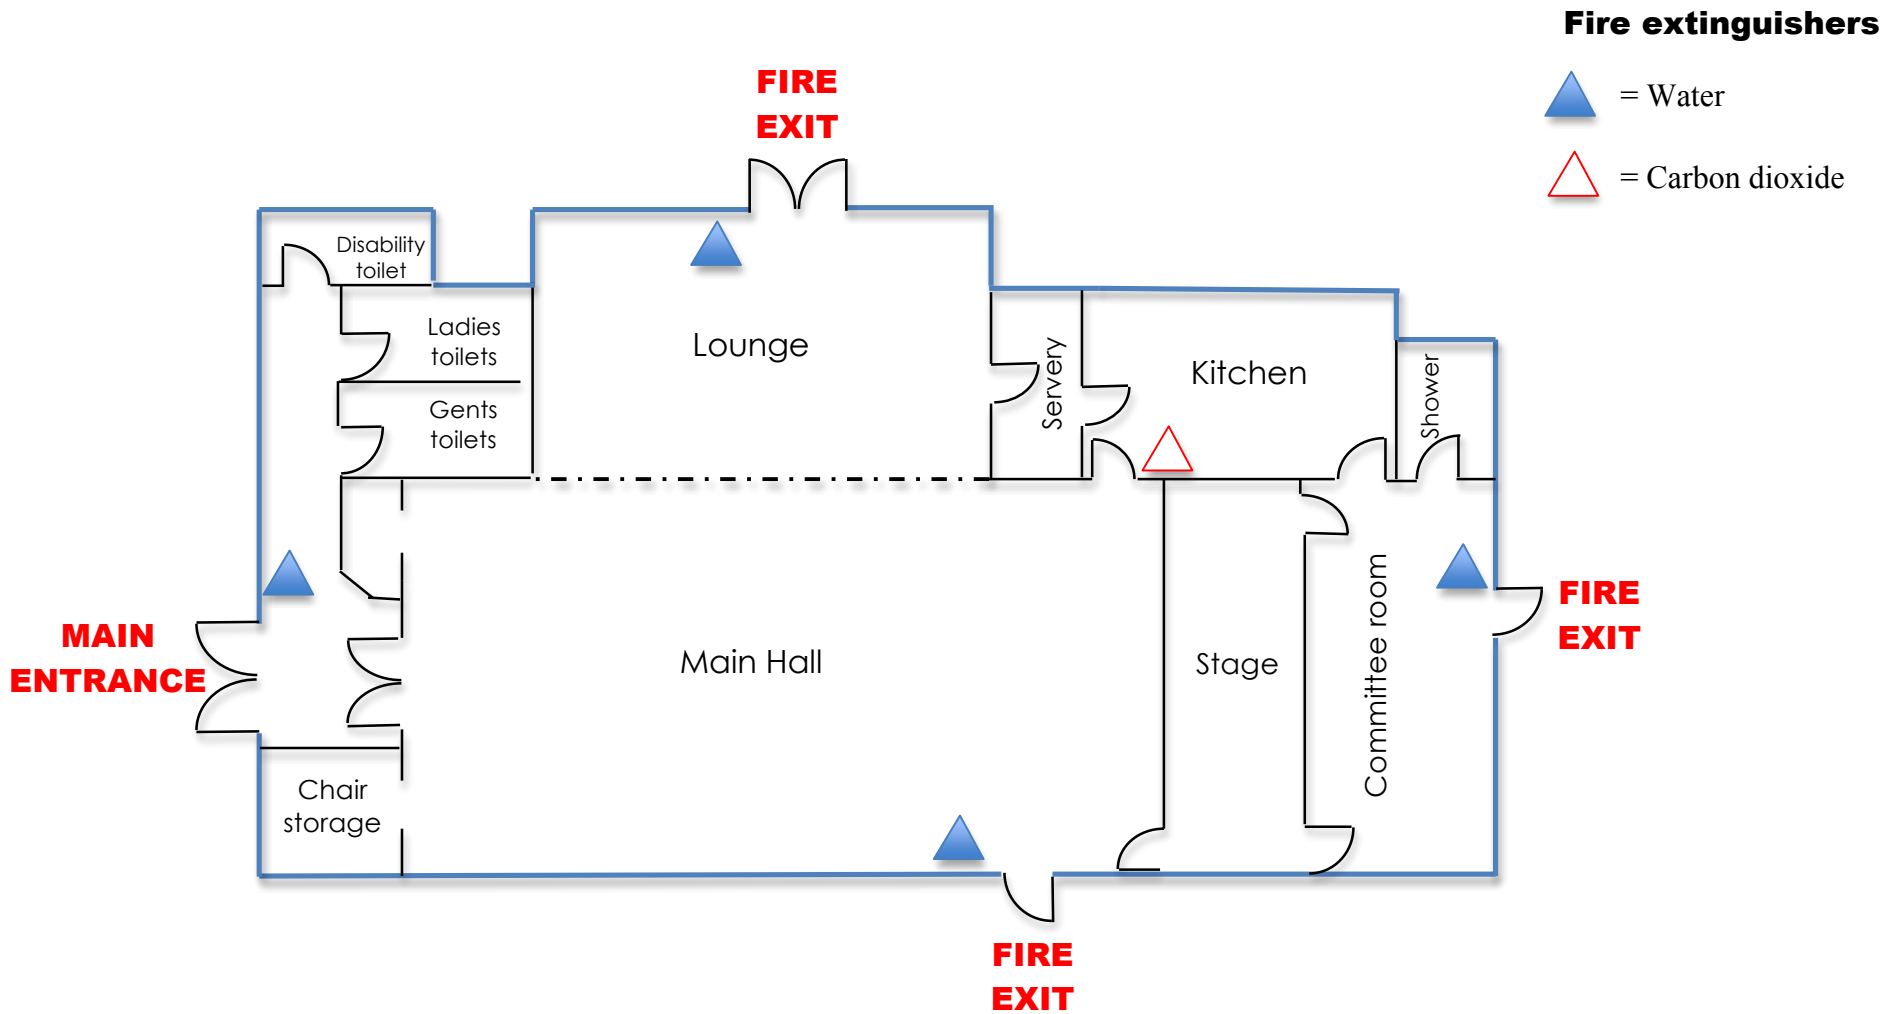 Fire extinguishers
= Water
= Carbon dioxide
FIRE
EXIT
Disability
toilet
Ladies
toilets
Gents
toilets
Lounge
Servery
Kitchen
Shower
MAIN
ENTRANCE
Main Hall
Stage
Committee room
FIRE
EXIT
Chair
storage
FIRE
EXIT